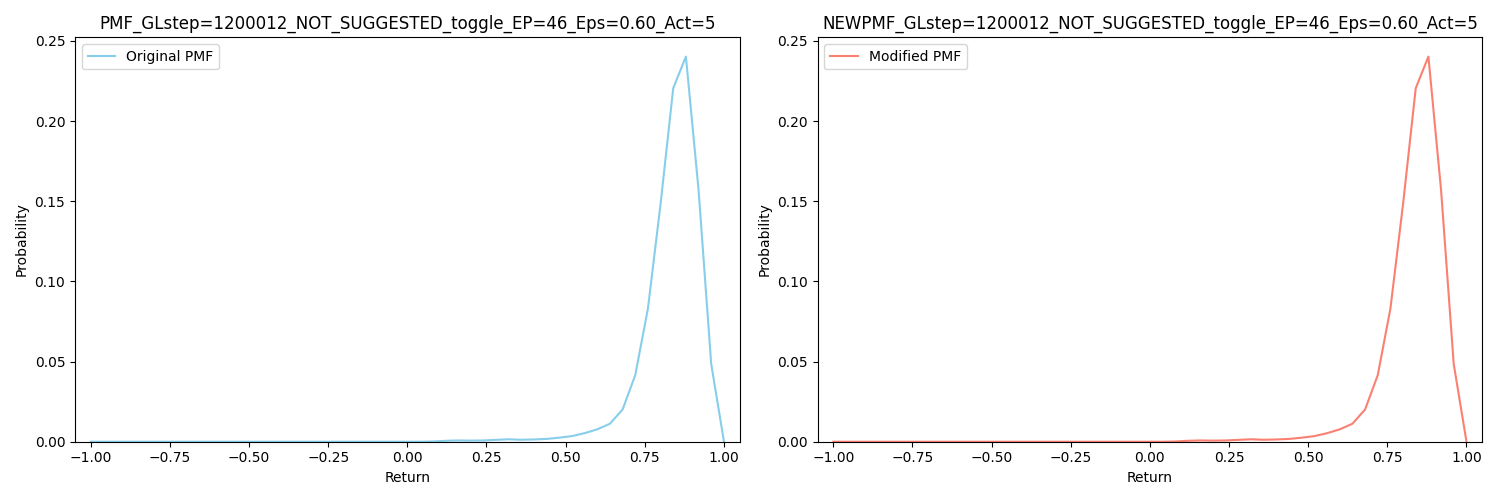 PMF_GLstep=1200012_NOT_SUGGESTED_toggle_EP=46_Eps=0.60_Act=5
Original PMF
0.25
0.20
0.15
0.10
0.05
0.00
Probability
−1.00 −0.75 −0.50 −0.25 0.00 0.25 0.50 0.75 1.00
Return
NEWPMF_GLstep=1200012_NOT_SUGGESTED_toggle_EP=46_Eps=0.60_Act=5
Modified PMF
0.25
0.20
0.15
0.10
0.05
0.00
Probability
−1.00 −0.75 −0.50 −0.25 0.00 0.25 0.50 0.75 1.00
Return